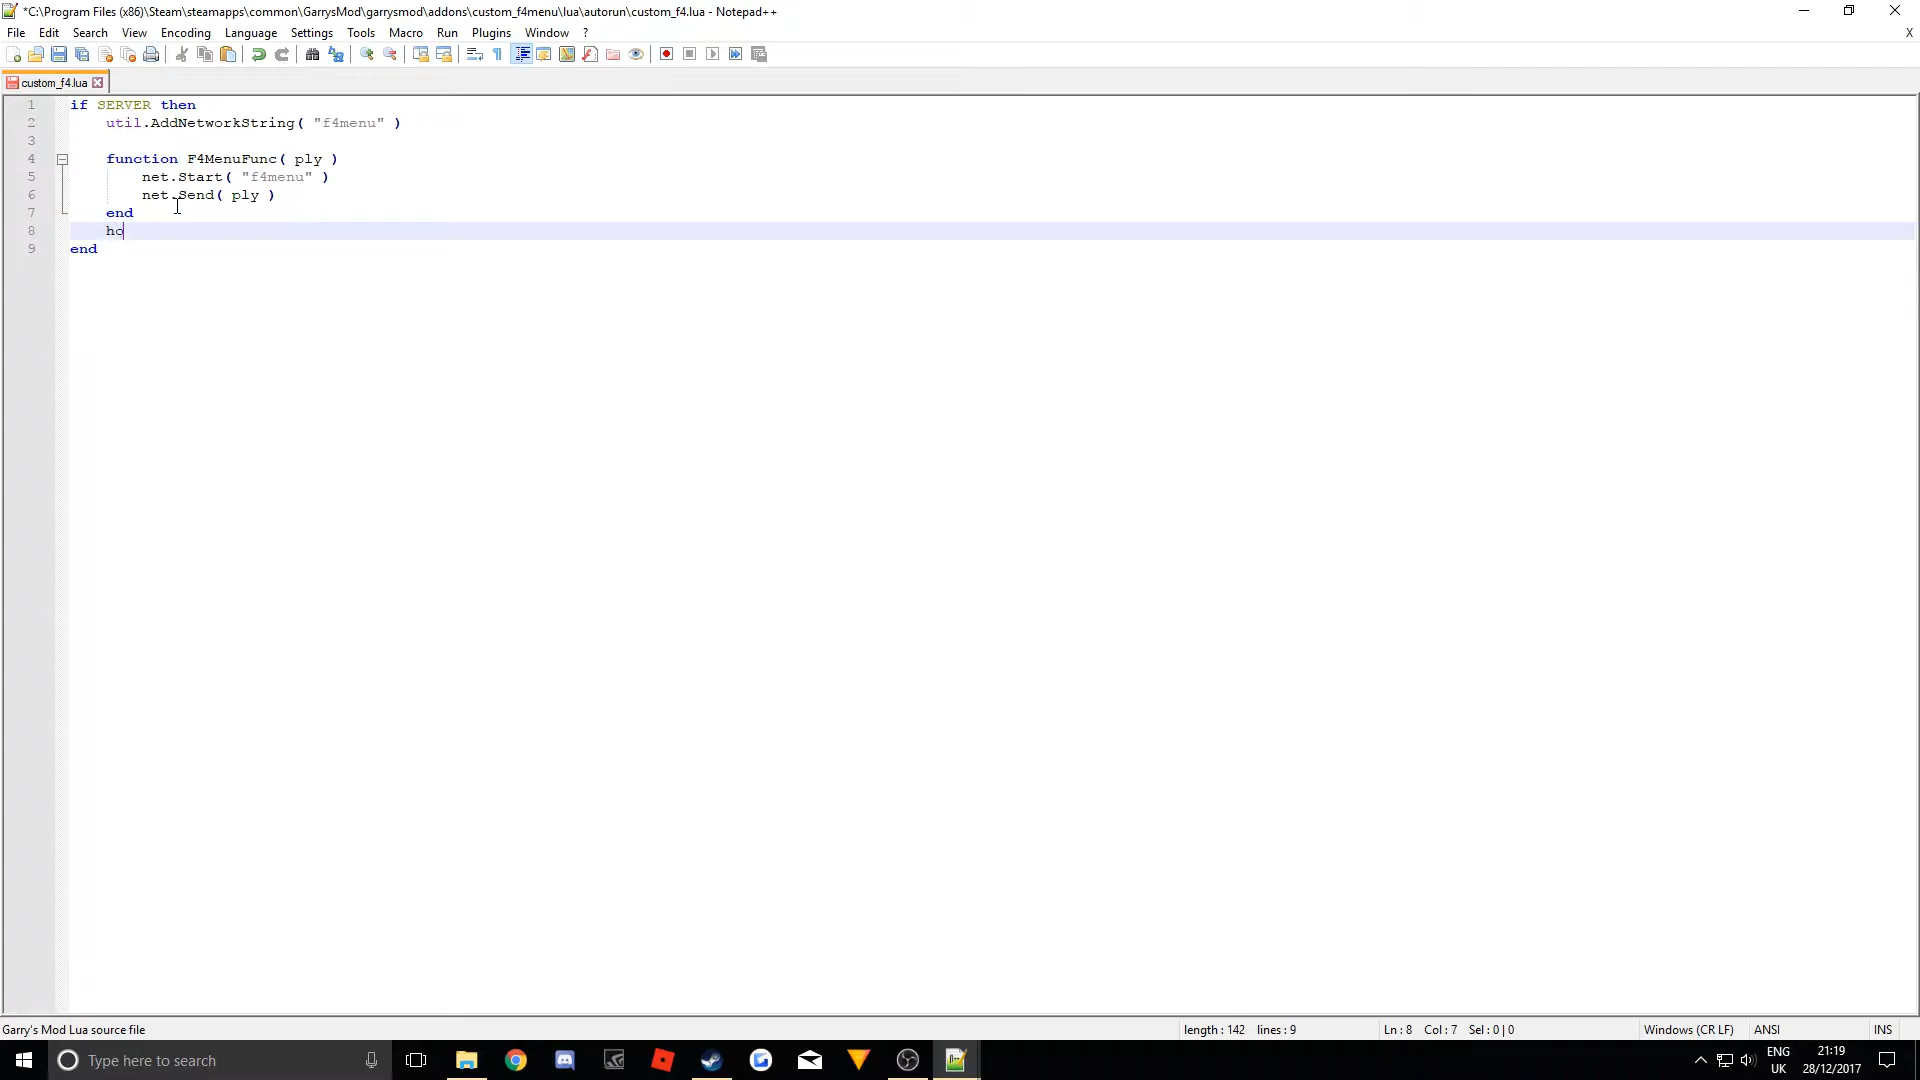 *C:\Program Files (x86)\Steam\steamapps\common\GarrysMod\garrysmod\addons\custom_f4menu\lua\autorun\custom_f4.lua - Notepad++
File Edit Search View Encoding Language Settings Tools Macro Run Plugins Window ? X
custom_f4.lua
1 if SERVER then
2 util.AddNetworkString( "f4menu" )
3
4 function F4MenuFunc( ply )
5 net.Start( "f4menu" )
6 net.Send( ply )
7 end
8 ho
9 end
Garry's Mod Lua source file length : 142 lines : 9 Ln : 8 Col : 7 Sel : 0 | 0 Windows (CR LF) ANSI INS
Type here to search
ENG
UK
21:19
28/12/2017